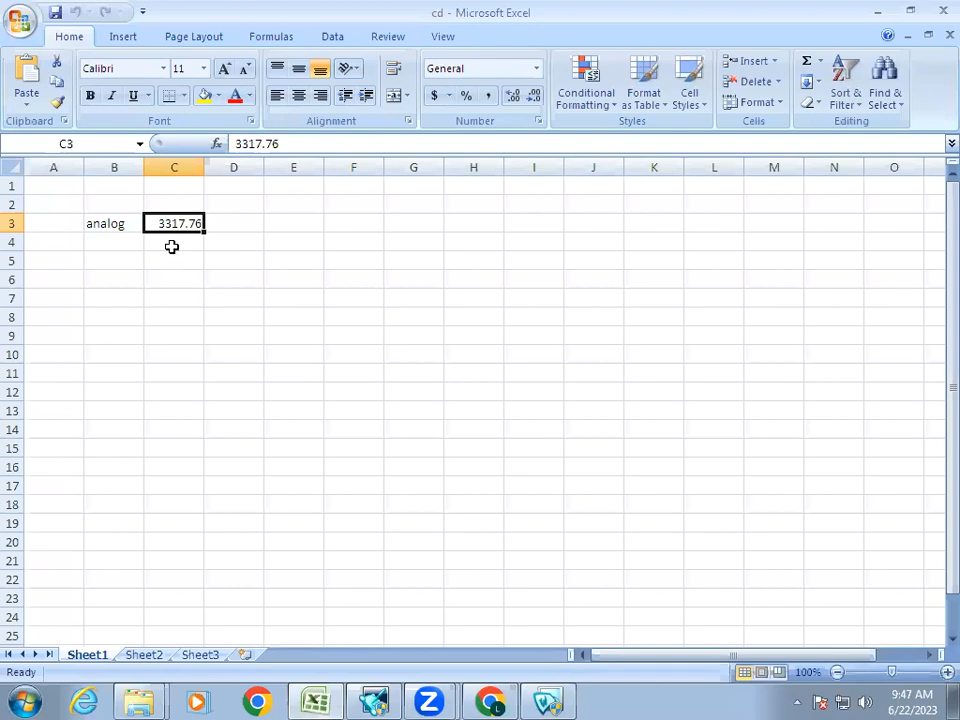 cd - Microsoft Excel
Home Insert Page Layout Formulas Data Review View
Paste Calibri 11 A A General $ % , .0 .00 .00 .0 Conditional Formatting Format as Table Cell Styles Insert Delete Format Σ Sort & Filter Find & Select
B I U A
Clipboard Font Alignment Number Styles Cells Editing
C3 fx 3317.76
A B C D E F G H I J K L M N O
1
2
3 analog 3317.76
4
5
6
7
8
9
10
11
12
13
14
15
16
17
18
19
20
21
22
23
24
25
Sheet1 Sheet2 Sheet3
Ready 100%
9:47 AM
6/22/2023